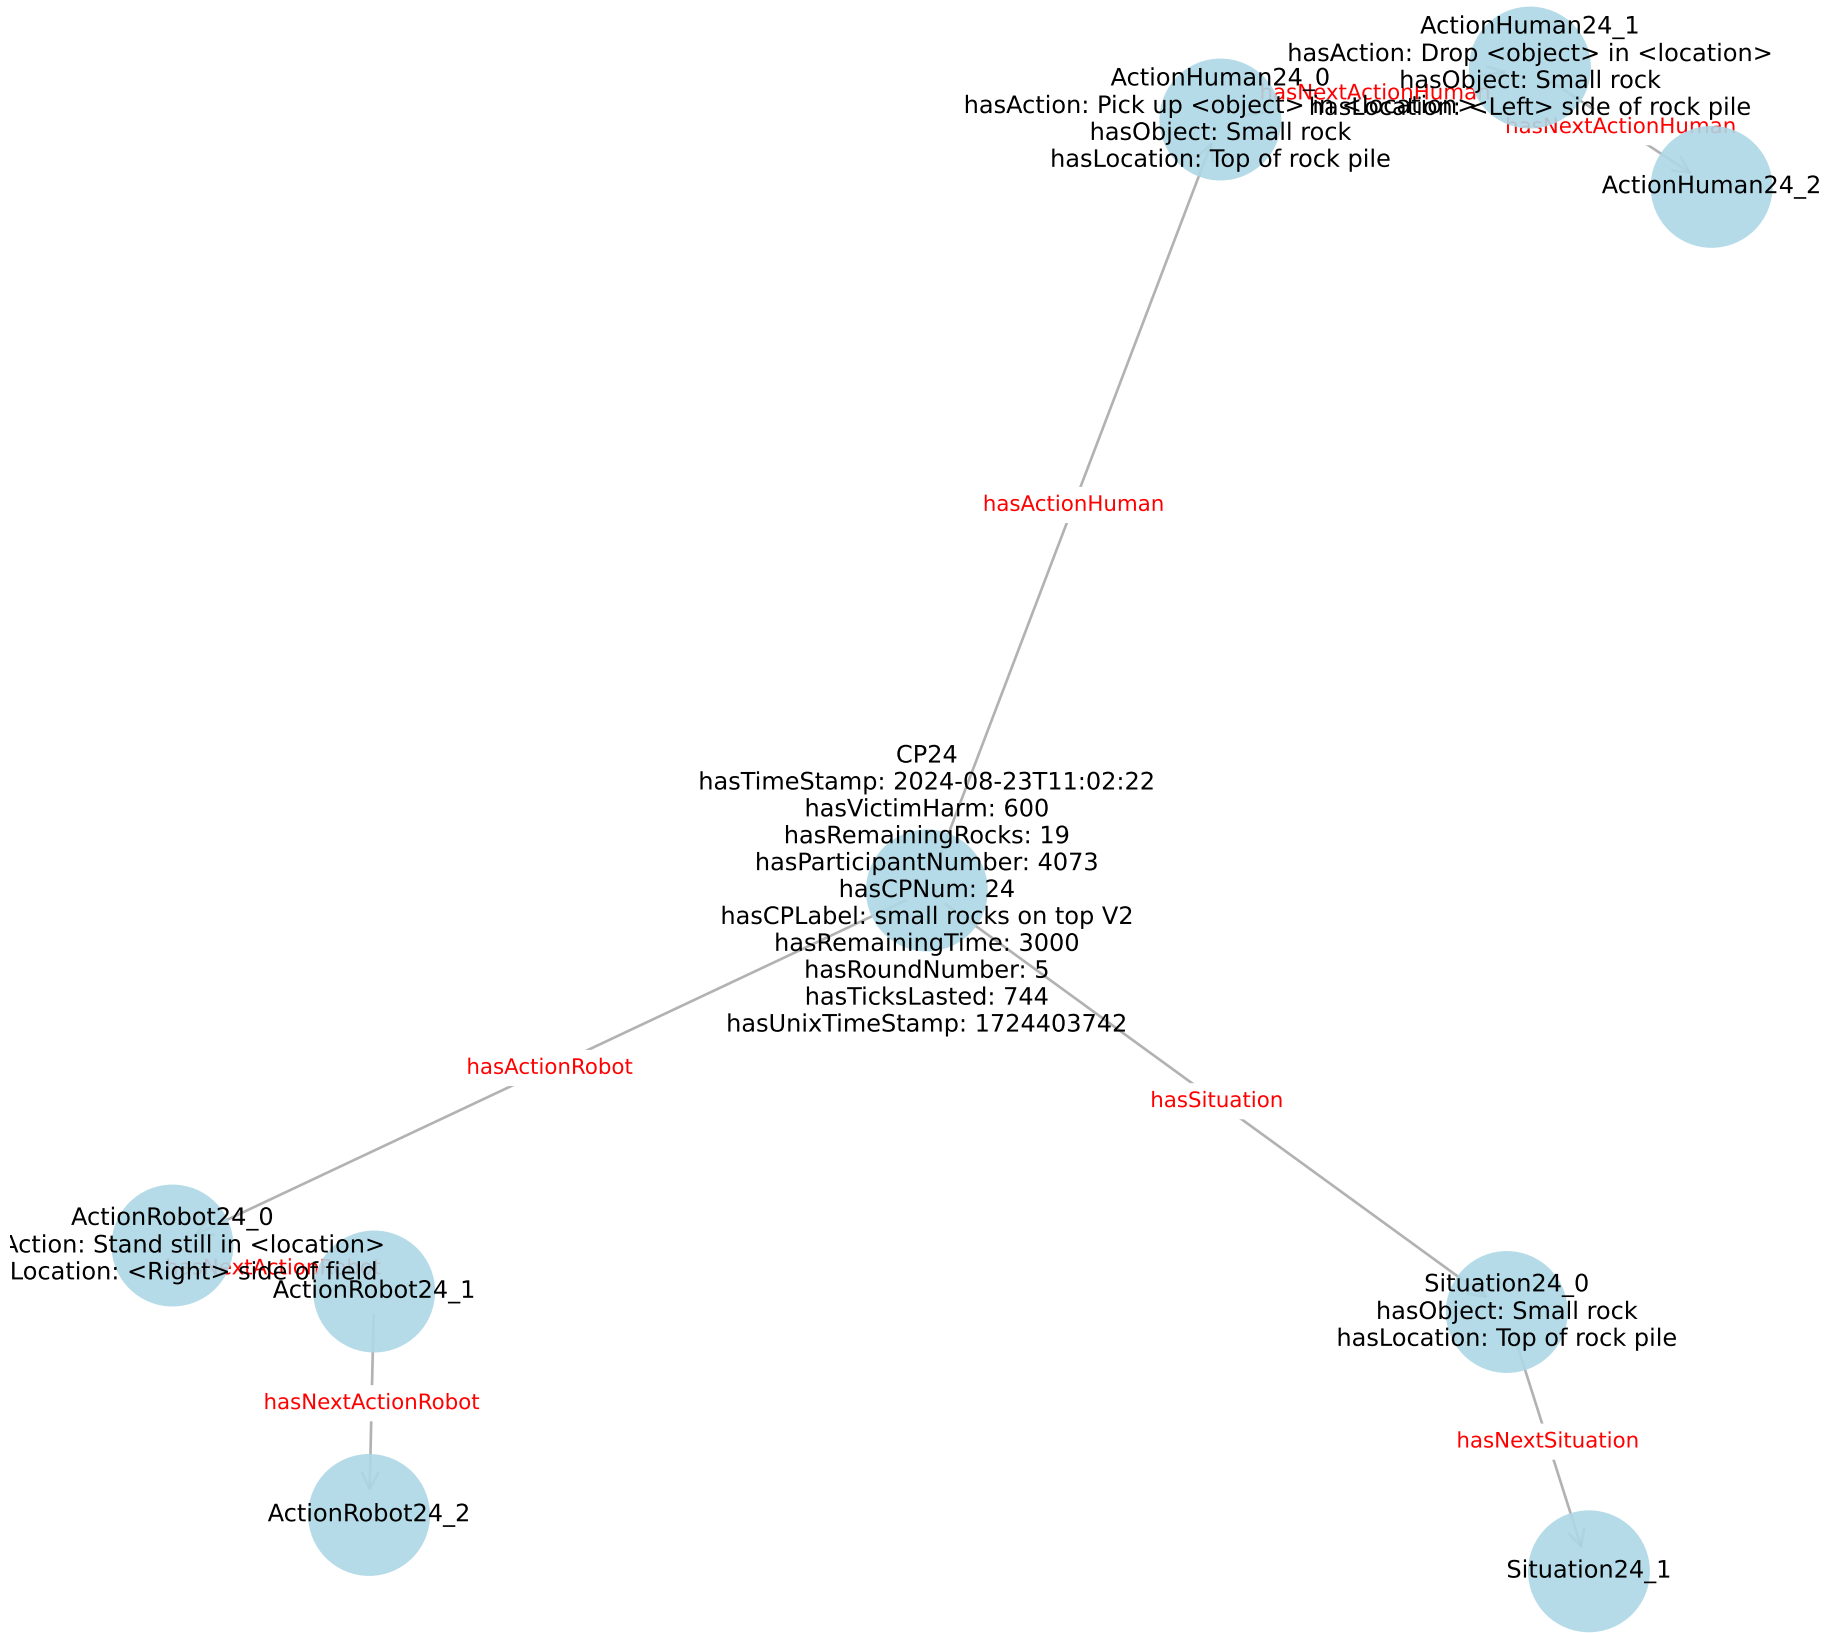 ActionHuman24_1
hasAction: Drop <object> in <location>
hasObject: Small rock
hasLocation: <Left> side of rock pile
ActionHuman24_0
hasAction: Pick up <object> in <location>
hasObject: Small rock
hasLocation: Top of rock pile
hasNextActionHuman
hasNextActionHuman
ActionHuman24_2
hasActionHuman
CP24
hasTimeStamp: 2024-08-23T11:02:22
hasVictimHarm: 600
hasRemainingRocks: 19
hasParticipantNumber: 4073
hasCPNum: 24
hasCPLabel: small rocks on top V2
hasRemainingTime: 3000
hasRoundNumber: 5
hasTicksLasted: 744
hasUnixTimeStamp: 1724403742
hasActionRobot
hasSituation
ActionRobot24_0
Action: Stand still in <location>
Location: <Right> side of field
ActionRobot24_1
hasNextActionRobot
ActionRobot24_2
Situation24_0
hasObject: Small rock
hasLocation: Top of rock pile
hasNextSituation
Situation24_1